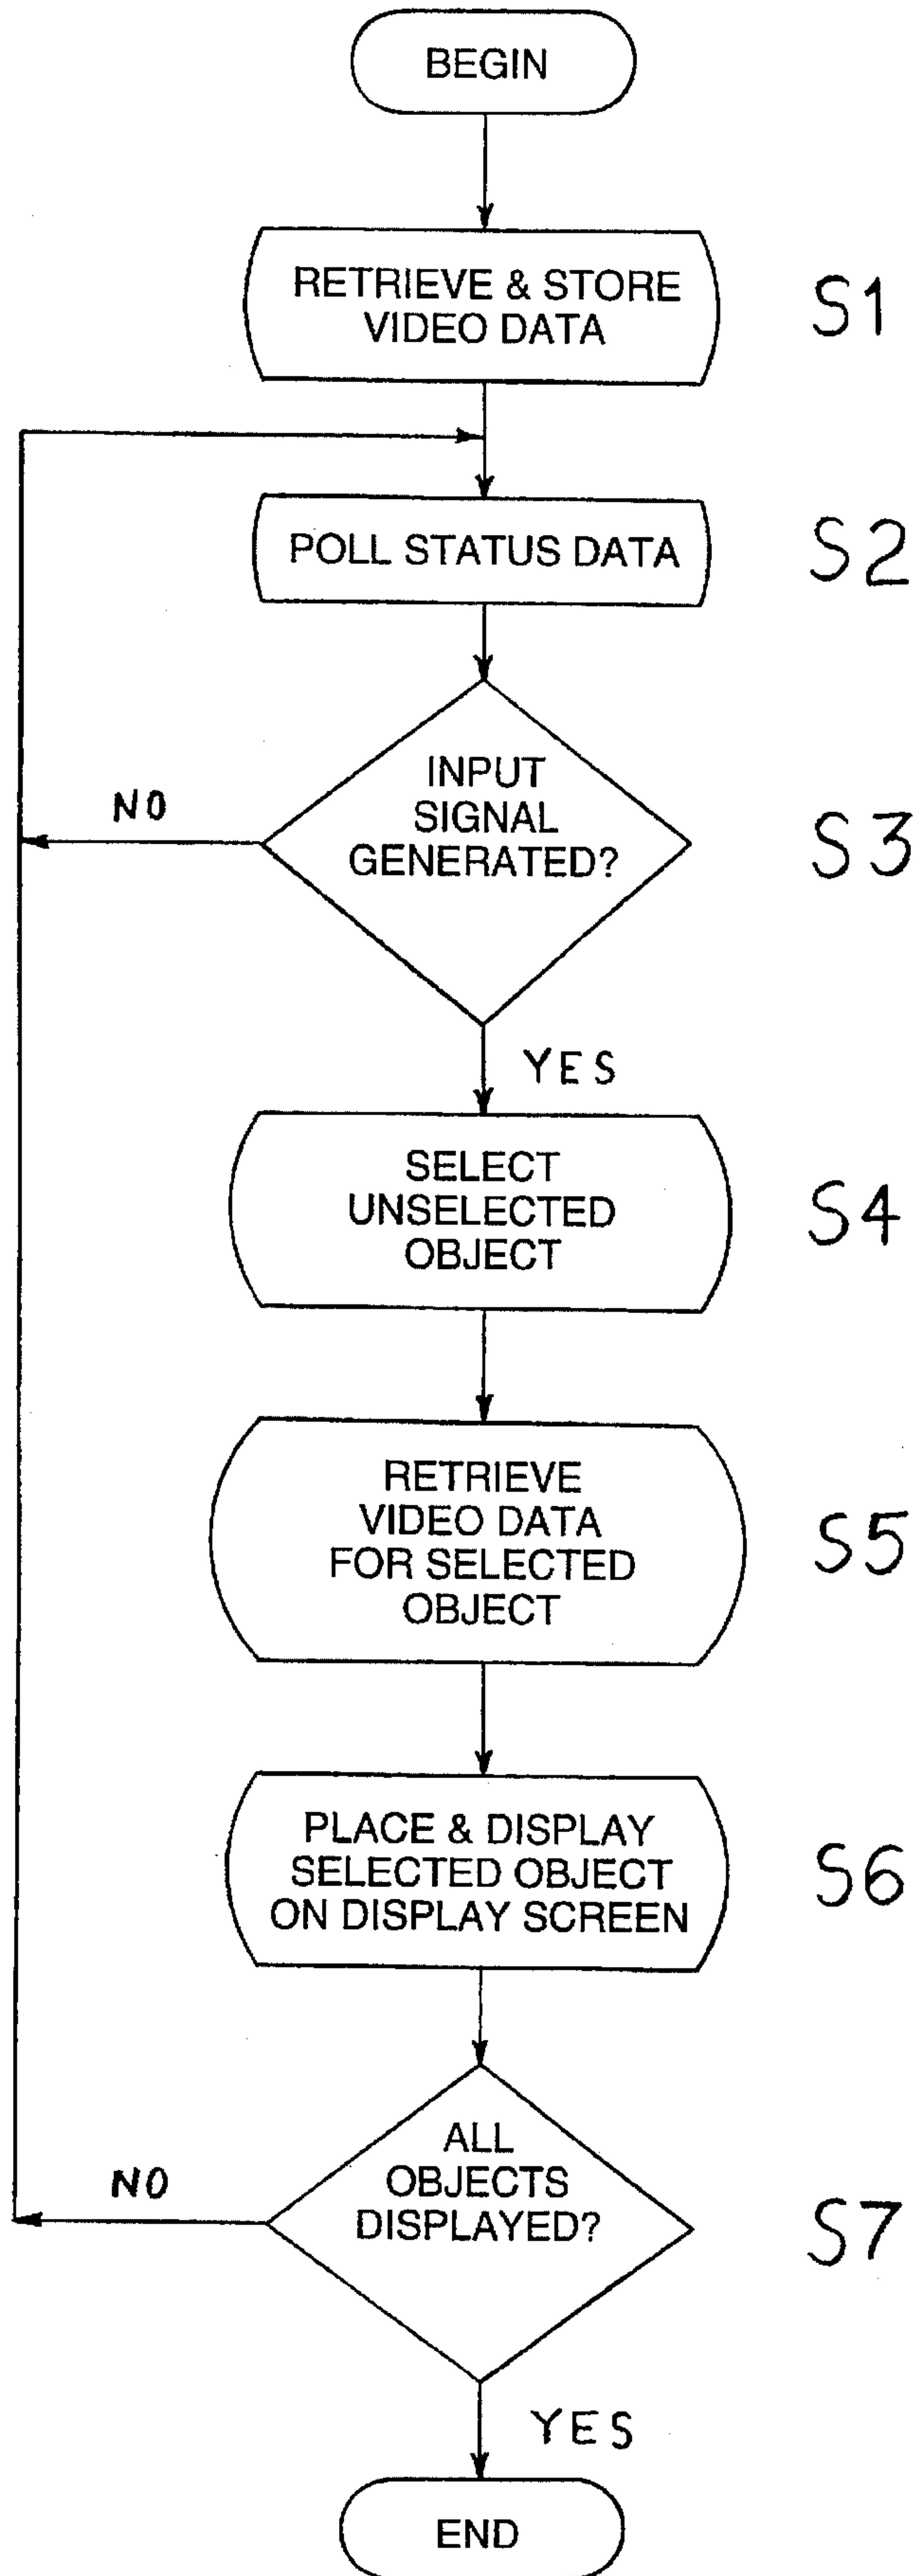 BEGIN
RETRIEVE & STORE
VIDEO DATA
S1
POLL STATUS DATA
S2
INPUT
SIGNAL
GENERATED?
S3
NO
YES
SELECT
UNSELECTED
OBJECT
S4
RETRIEVE
VIDEO DATA
FOR SELECTED
OBJECT
S5
PLACE & DISPLAY
SELECTED OBJECT
ON DISPLAY SCREEN
S6
ALL
OBJECTS
DISPLAYED?
S7
NO
YES
END